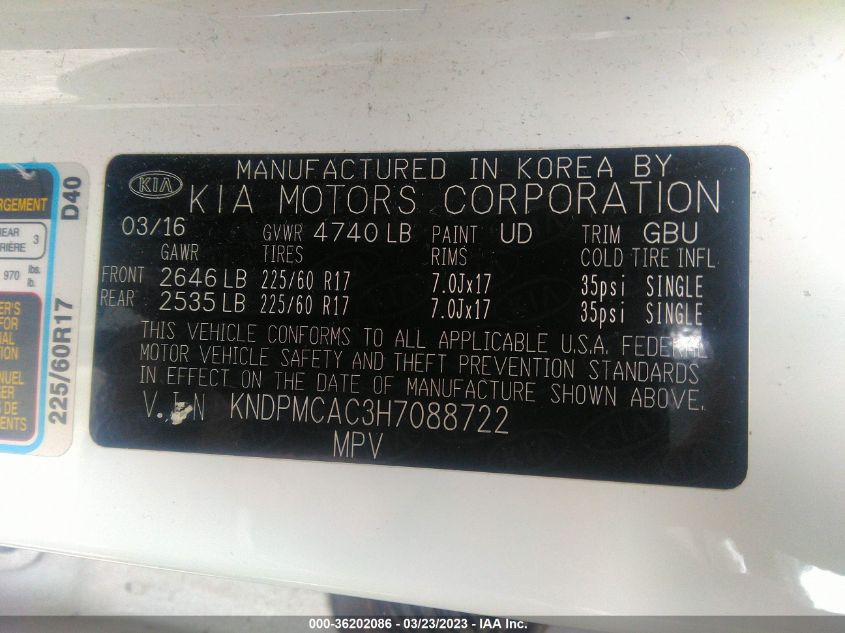 KIA
MANUFACTURED IN KOREA BY
KIA MOTORS CORPORATION
03/16 GVWR 4740 LB PAINT UD TRIM GBU
GAWR TIRES RIMS COLD TIRE INFL
FRONT 2646 LB 225/60 R17 7.0Jx17 35psi SINGLE
REAR 2535 LB 225/60 R17 7.0Jx17 35psi SINGLE
THIS VEHICLE CONFORMS TO ALL APPLICABLE U.S.A. FEDERAL
MOTOR VEHICLE SAFETY AND THEFT PREVENTION STANDARDS
IN EFFECT ON THE DATE OF MANUFACTURE SHOWN ABOVE.
V.I.N KNDPMCAC3H7088722
MPV
D40
225/60R17
3
970 lbs.
lb.
000-36202086 - 03/23/2023 - IAA Inc.